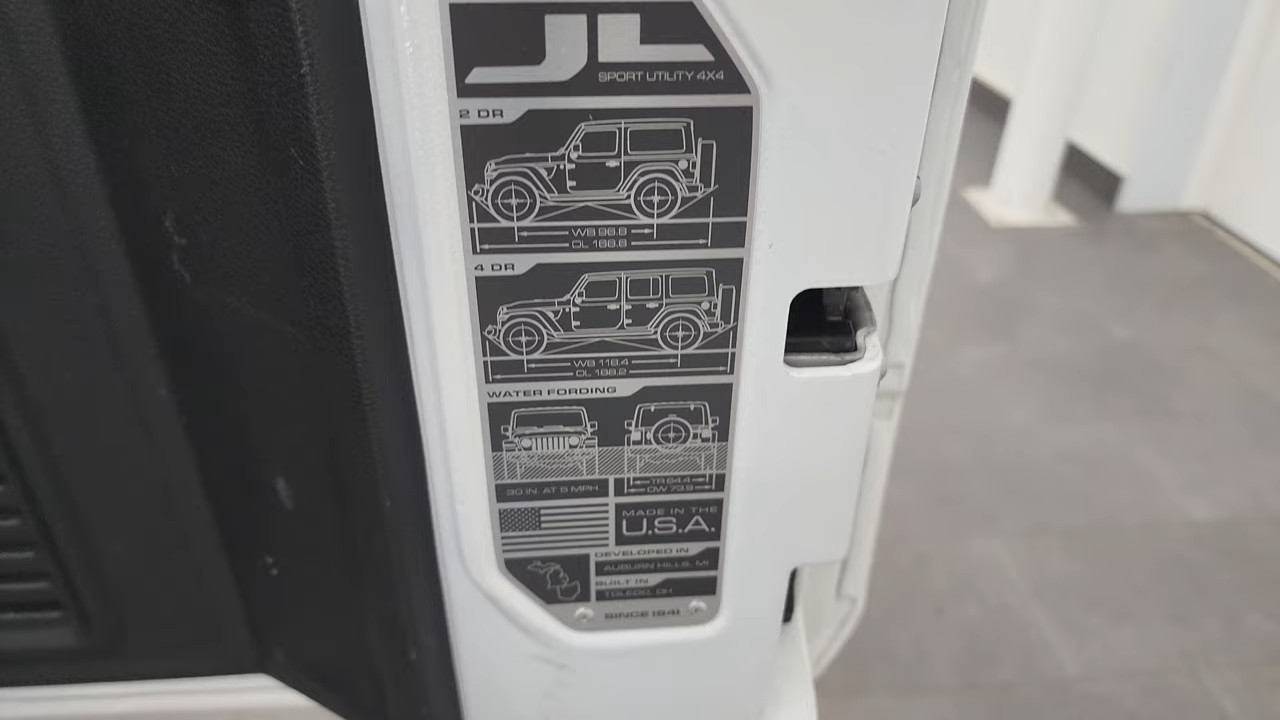 JL
SPORT UTILITY 4X4
2 DR
WB 96.8
OL 166.8
4 DR
WB 118.4
OL 188.2
WATER FORDING
30 IN. AT 5 MPH
TR 64.4
OW 73.9
MADE IN THE
U.S.A.
DEVELOPED IN
AUBURN HILLS, MI
BUILT IN
TOLEDO, OH
SINCE 1941